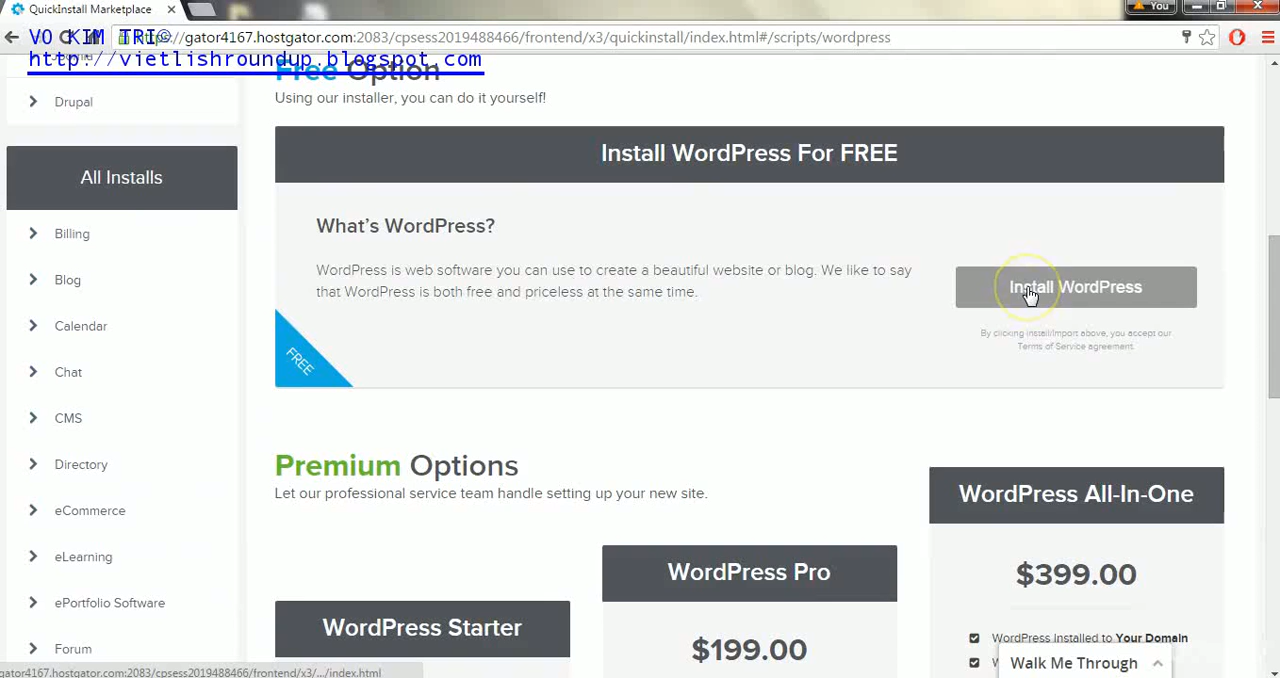 QuickInstall Marketplace
You
VO KIM TRI©
gator4167.hostgator.com:2083/cpsess2019488466/frontend/x3/quickinstall/index.html#/scripts/wordpress
http://vietlishroundup.blogspot.com
Free Option
Using our installer, you can do it yourself!
Drupal
Install WordPress For FREE
All Installs
What's WordPress?
WordPress is web software you can use to create a beautiful website or blog. We like to say
that WordPress is both free and priceless at the same time.
Install WordPress
By clicking Install/Import above, you accept our
Terms of Service agreement.
FREE
Billing
Blog
Calendar
Chat
CMS
Directory
eCommerce
eLearning
ePortfolio Software
Forum
Premium Options
Let our professional service team handle setting up your new site.
WordPress Starter
WordPress Pro
$199.00
WordPress All-In-One
$399.00
WordPress Installed to Your Domain
Walk Me Through
gator4167.hostgator.com:2083/cpsess2019488466/frontend/x3/.../index.html